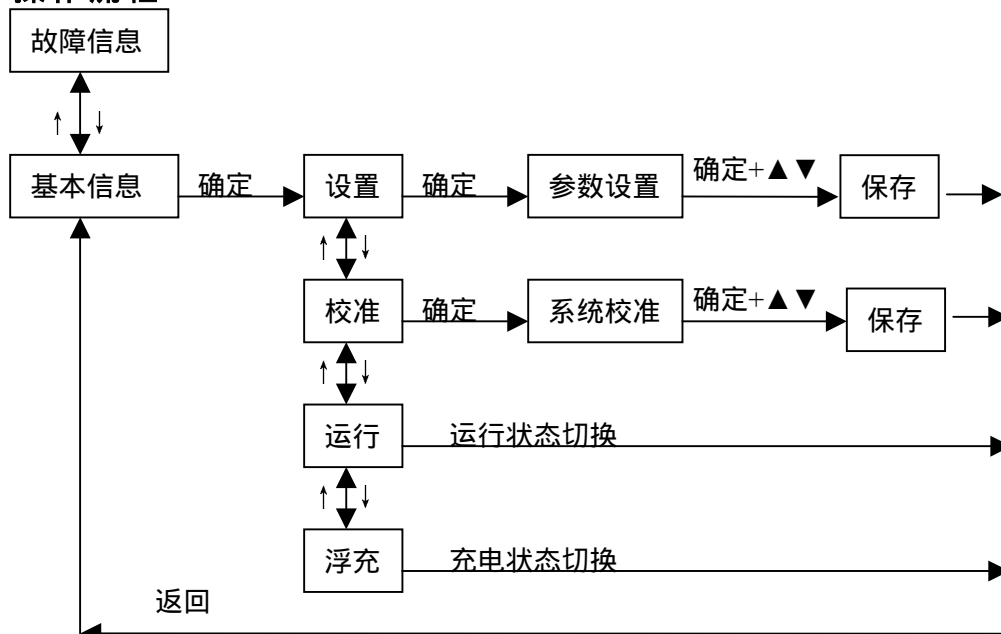 故障信息
↑ ↓
基本信息 确定 设置 确定 参数设置 确定+▲▼ 保存
↑ ↓
校准 确定 系统校准 确定+▲▼ 保存
↑ ↓
运行 运行状态切换
↑ ↓
浮充 充电状态切换
返回